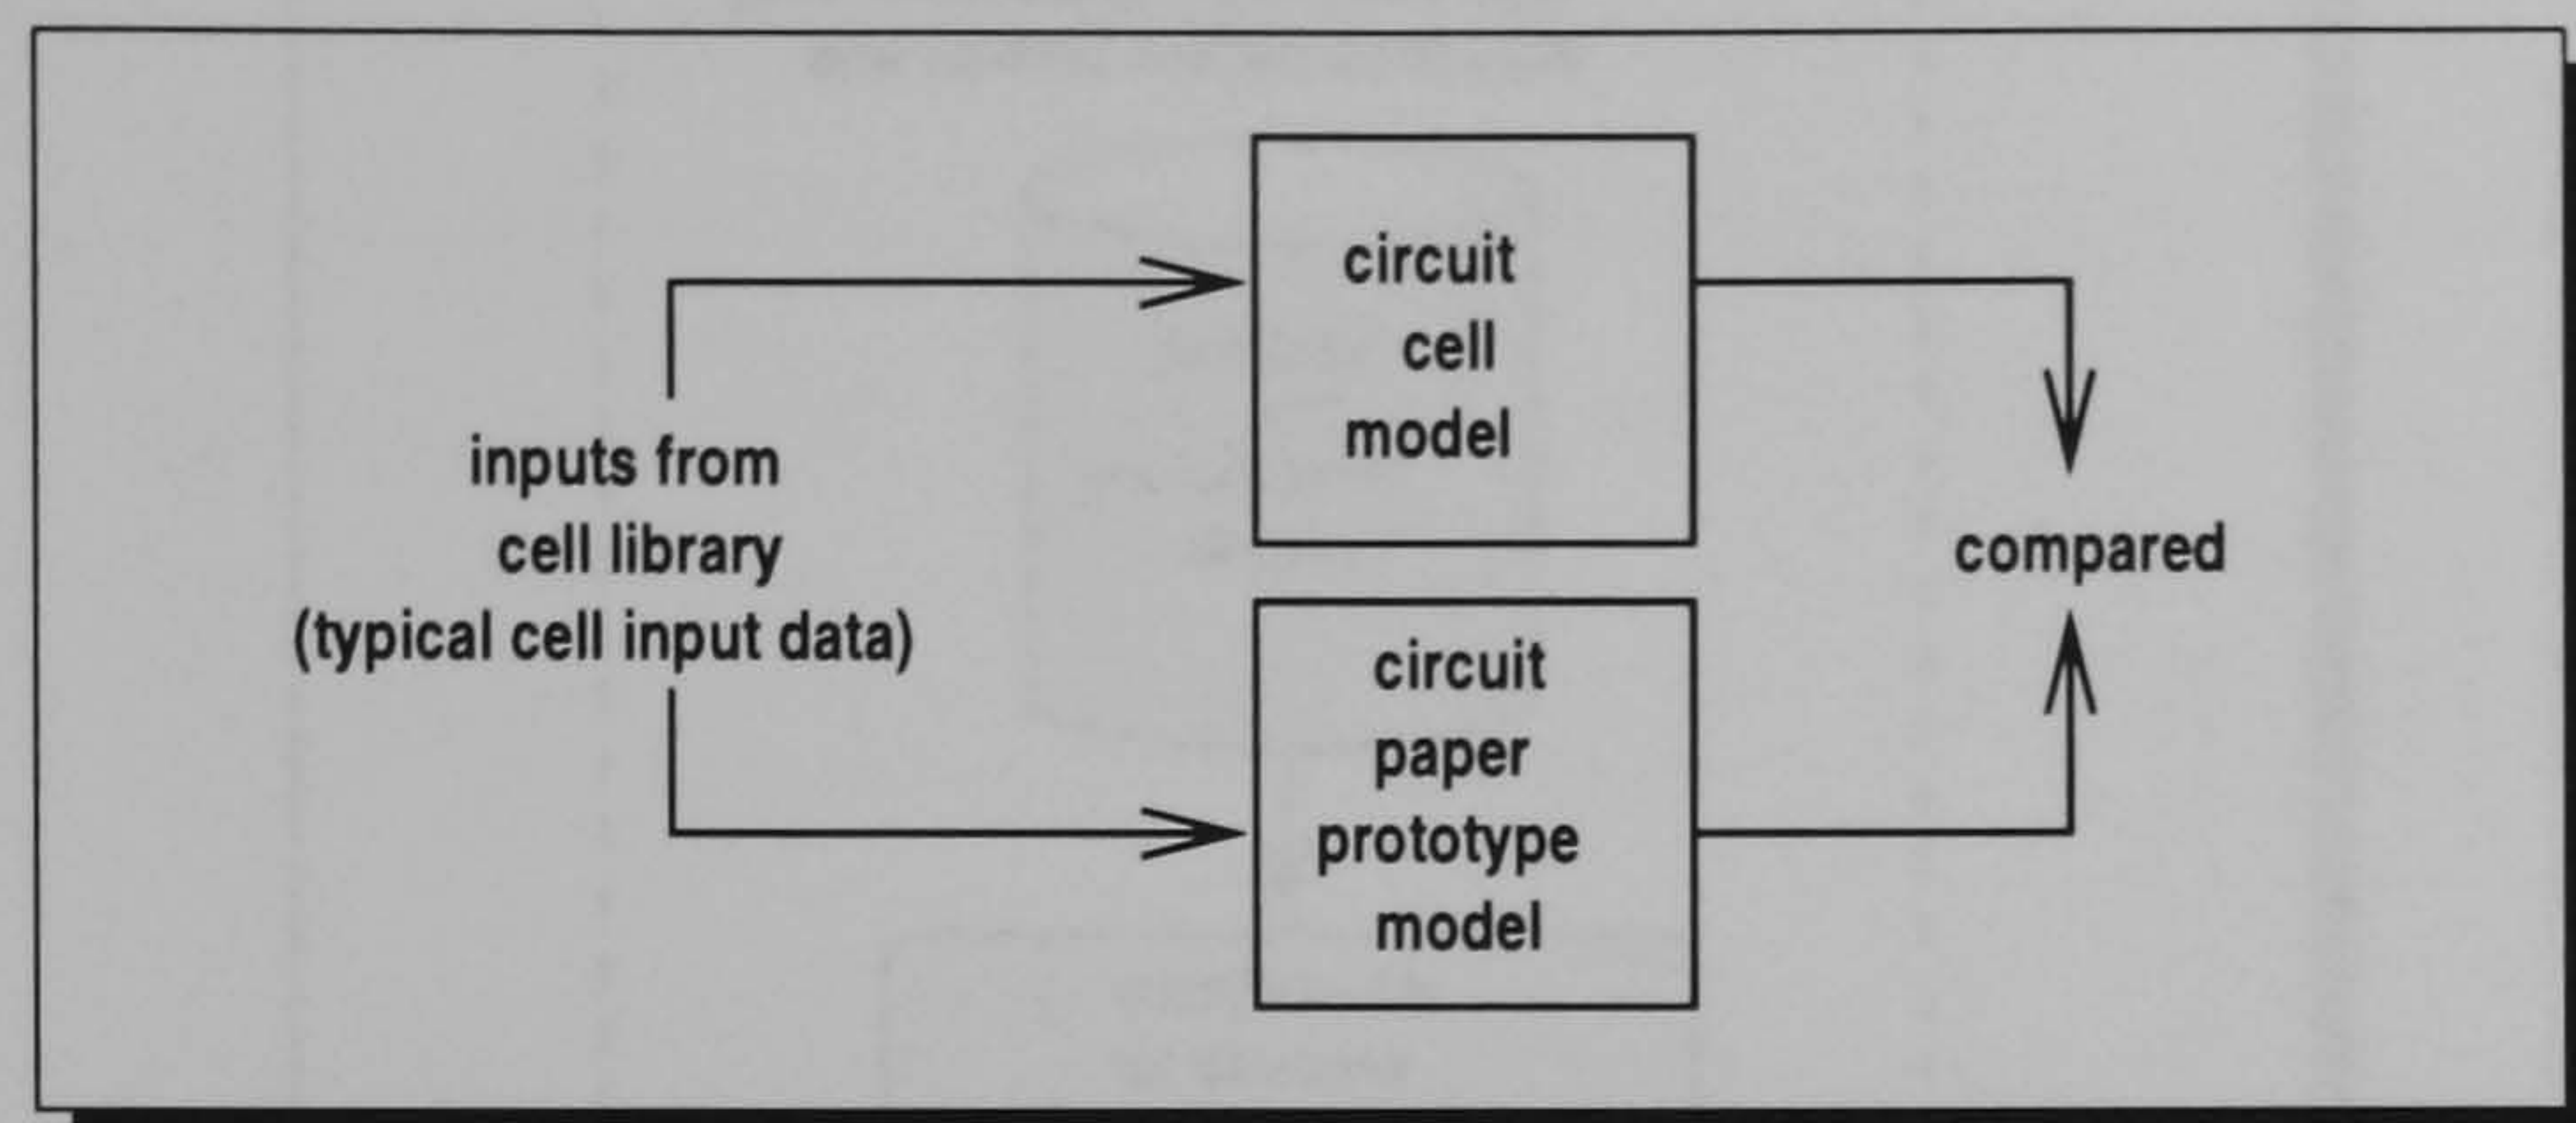 circuit
cell
model
inputs from
cell library
(typical cell input data)
compared
circuit
paper
prototype
model